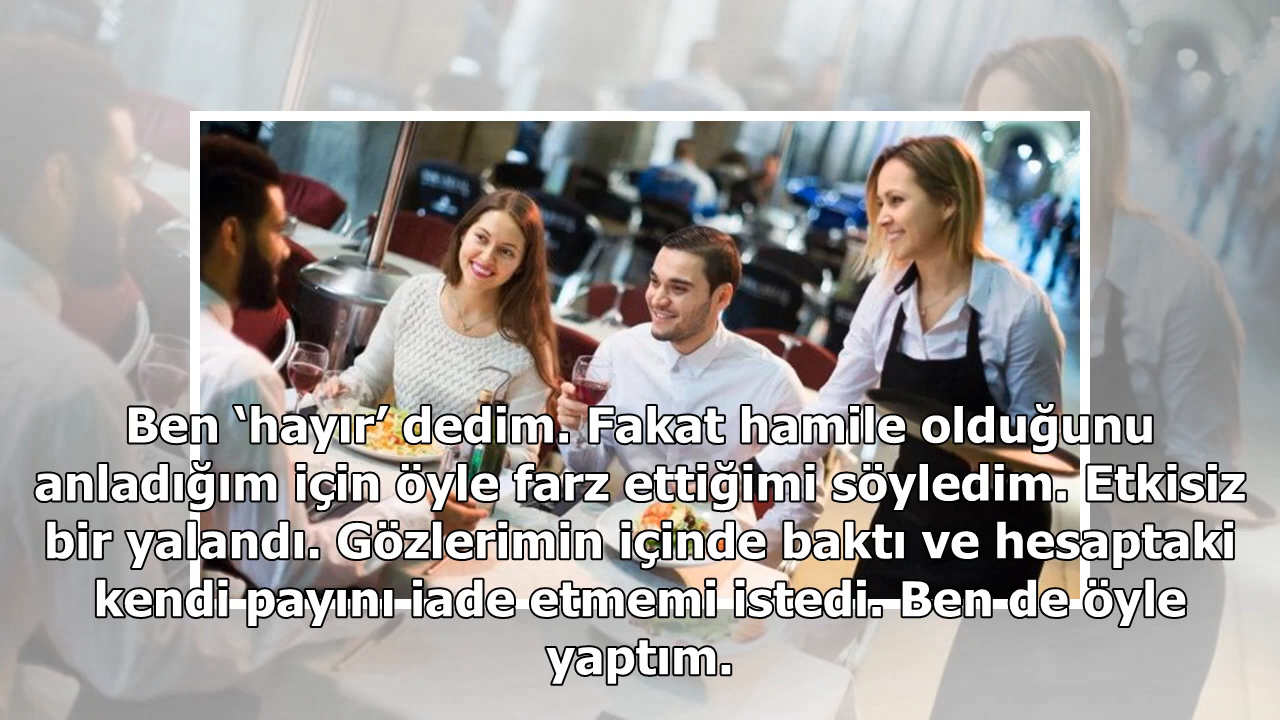 Ben ‘hayır’ dedim. Fakat hamile olduğunu
anladığım için öyle farz ettiğimi söyledim. Etkisiz
bir yalandı. Gözlerimin içinde baktı ve hesaptaki
kendi payını iade etmemi istedi. Ben de öyle
yaptım.